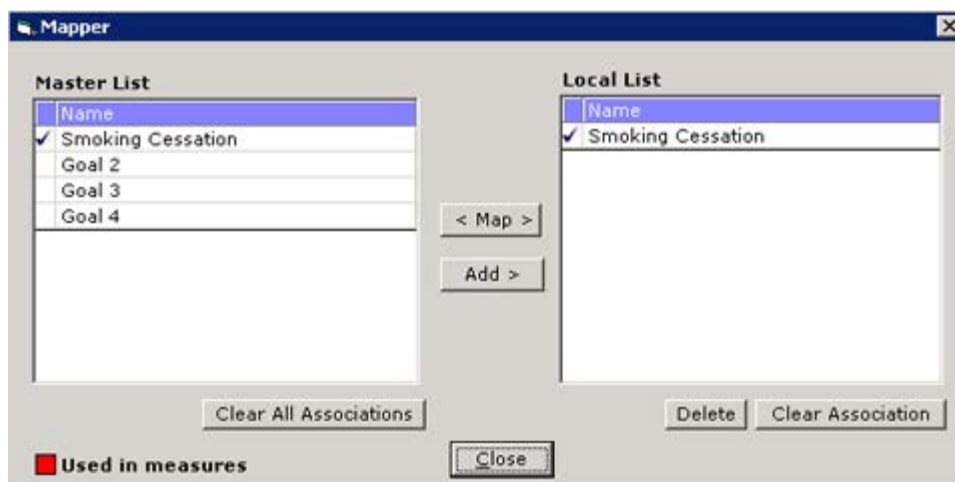 Mapper
Master List
Name
Smoking Cessation
Goal 2
Goal 3
Goal 4
Clear All Associations
< Map >
Add >
Local List
Name
Smoking Cessation
Delete
Clear Association
Used in measures
Close